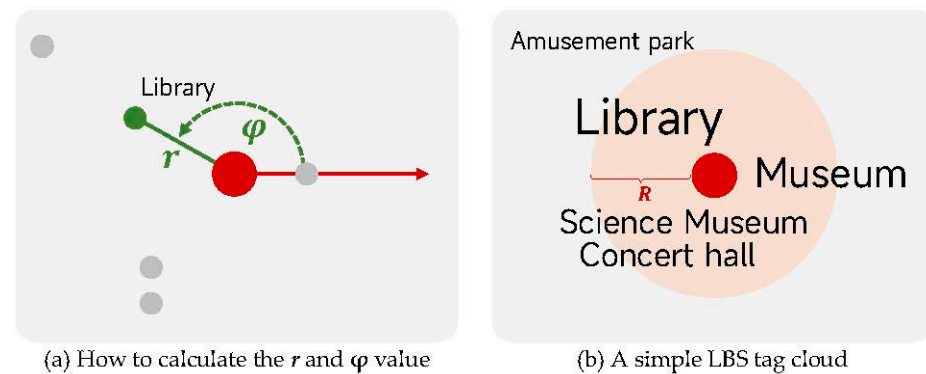 Library
φ
r
(a) How to calculate the r and φ value
Amusement park
Library
Museum
R
Science Museum
Concert hall
(b) A simple LBS tag cloud